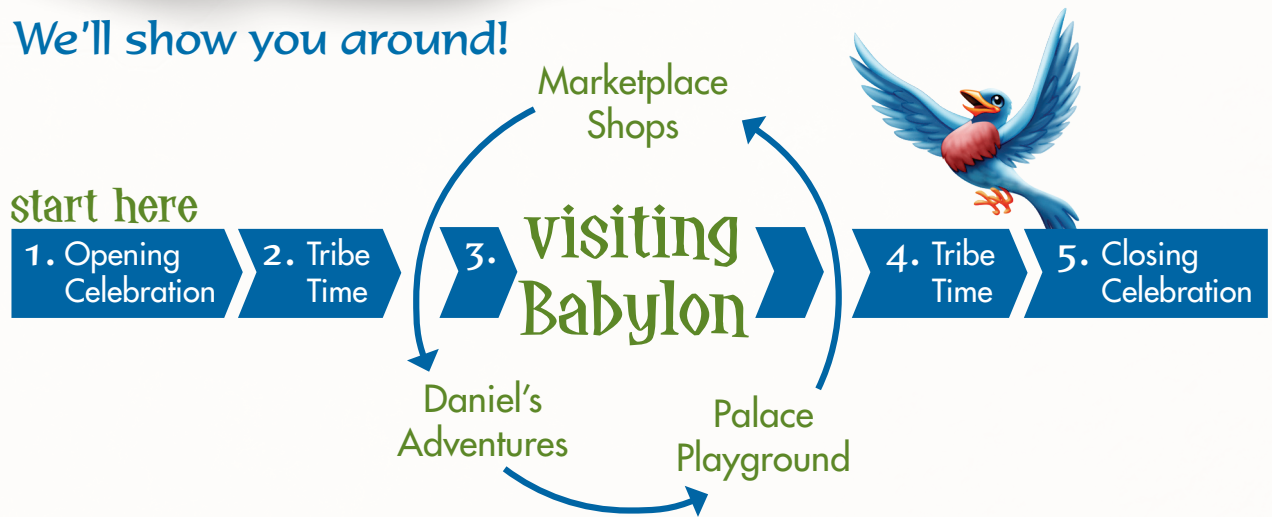 We'll show you around!
Marketplace
Shops
start here
1. Opening
Celebration
2. Tribe
Time
3.
visiting
Babylon
4. Tribe
Time
5. Closing
Celebration
Daniel's
Adventures
Palace
Playground